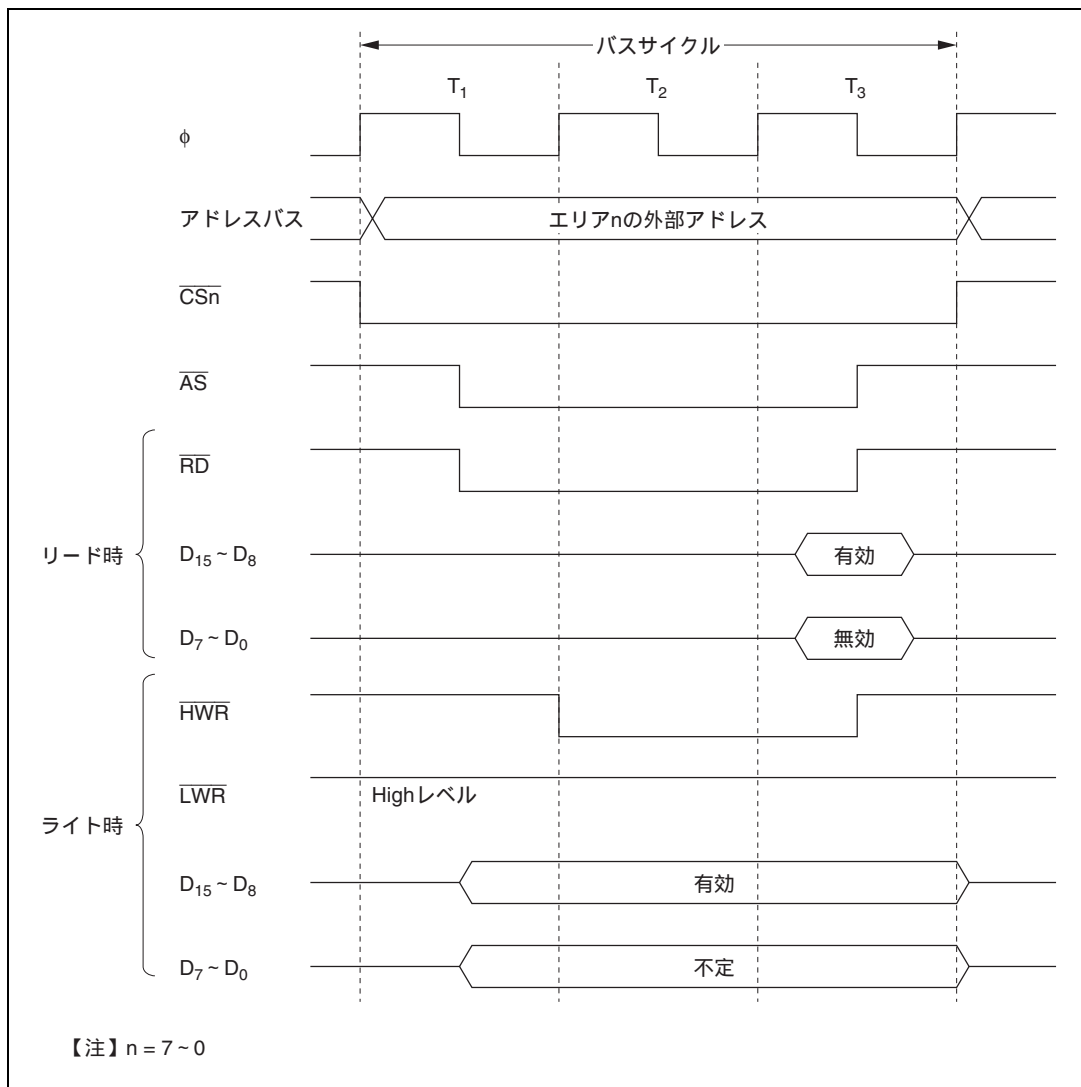 バスサイクル
T1 T2 T3
φ
アドレスバス エリアnの外部アドレス
CSn
AS
RD
リード時
D15~D8 有効
D7~D0 無効
HWR
LWR Highレベル
ライト時
D15~D8 有効
D7~D0 不定
【注】n = 7~0